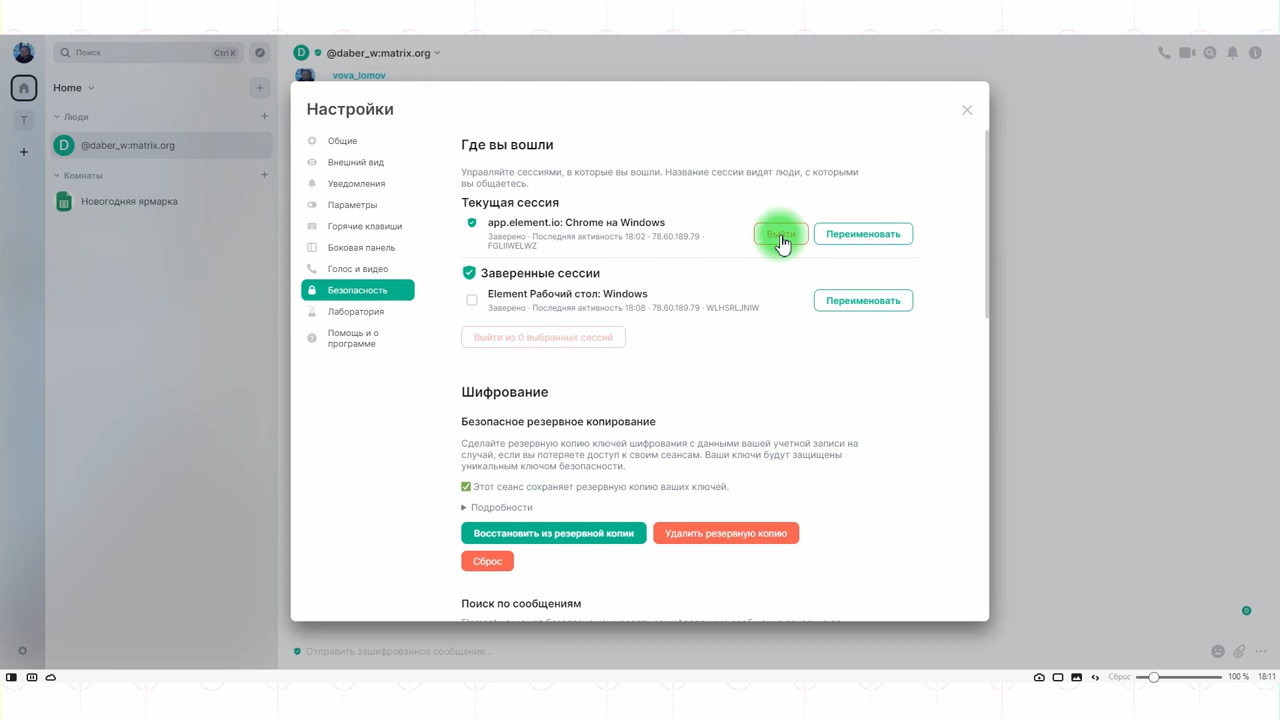 Поиск
Ctrl K
@daber_w:matrix.org
vova_lomov
Home
T
Люди
D @daber_w:matrix.org
Комнаты
Новогодняя ярмарка
Настройки
Общие
Внешний вид
Уведомления
Параметры
Горячие клавиши
Боковая панель
Голос и видео
Безопасность
Лаборатория
Помощь и о
программе
Где вы вошли
Управляйте сессиями, в которые вы вошли. Название сессии видят люди, с которыми
вы общаетесь.
Текущая сессия
app.element.io: Chrome на Windows
Заверено · Последняя активность 18:02 · 78.60.189.79 ·
FGLIIWELWZ
Выйти
Переименовать
Заверенные сессии
Element Рабочий стол: Windows
Заверено · Последняя активность 18:08 · 78.60.189.79 · WLHSRLJNIW
Переименовать
Выйти из 0 выбранных сессий
Шифрование
Безопасное резервное копирование
Сделайте резервную копию ключей шифрования с данными вашей учетной записи на
случай, если вы потеряете доступ к своим сеансам. Ваши ключи будут защищены
уникальным ключом безопасности.
✅ Этот сеанс сохраняет резервную копию ваших ключей.
Подробности
Восстановить из резервной копии
Удалить резервную копию
Сброс
Поиск по сообщениям
Отправить зашифрованное сообщение...
D
Сброс
100 %
18:11